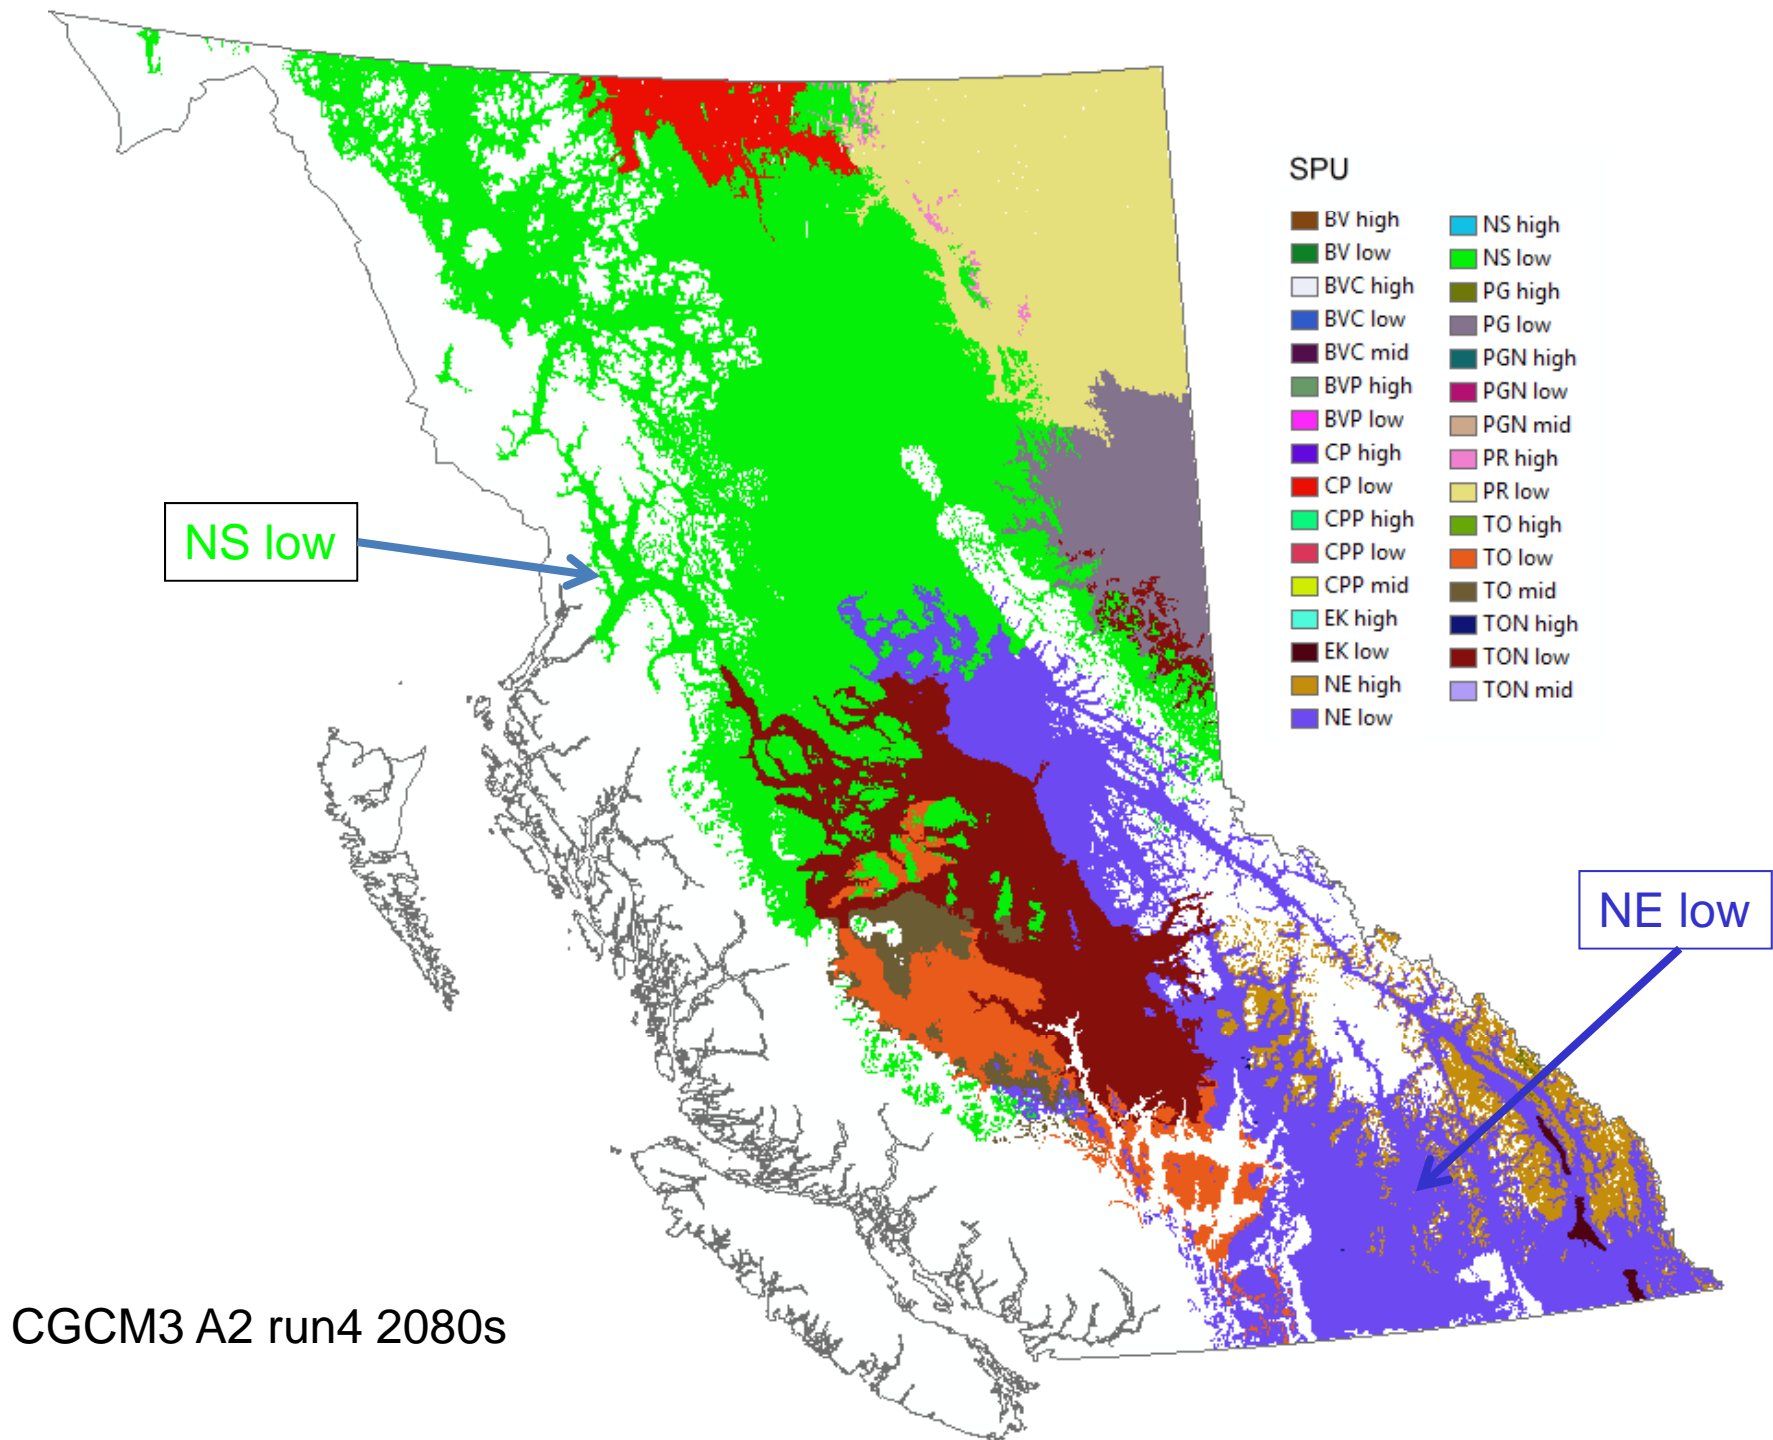 SPU
BV high
BV low
BVC high
BVC low
BVC mid
BVP high
BVP low
CP high
CP low
CPP high
CPP low
CPP mid
EK high
EK low
NE high
NE low
NS high
NS low
PG high
PG low
PGN high
PGN low
PGN mid
PR high
PR low
TO high
TO low
TO mid
TON high
TON low
TON mid
NS low
NE low
CGCM3 A2 run4 2080s